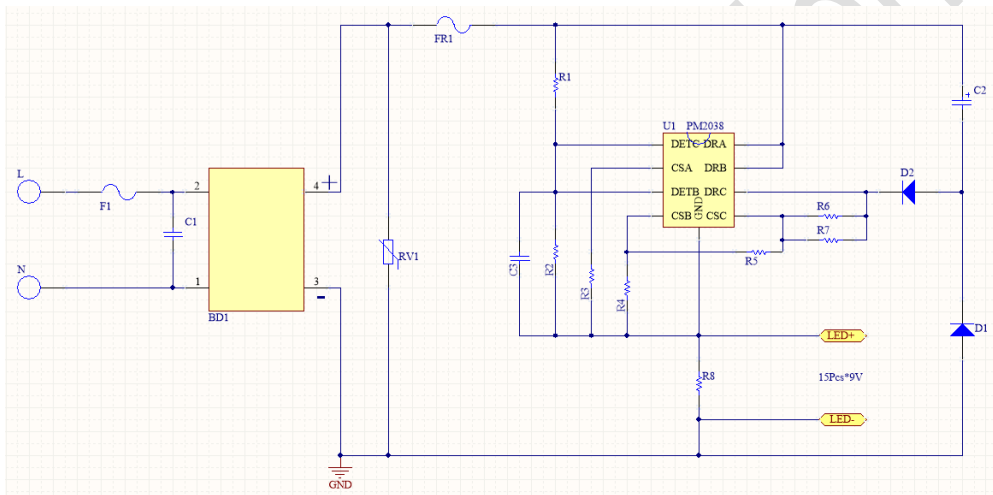 FR1
R1
C2
U1 PM2038
DETC DRA
CSA DRB
DETB DRC
CSB CSC
GND
L
F1
C1
2
4
+
N
1
3
-
BD1
RV1
D2
R6
R7
R5
C3
R2
R3
R4
LED+
D1
R8
15Pcs*9V
LED-
GND